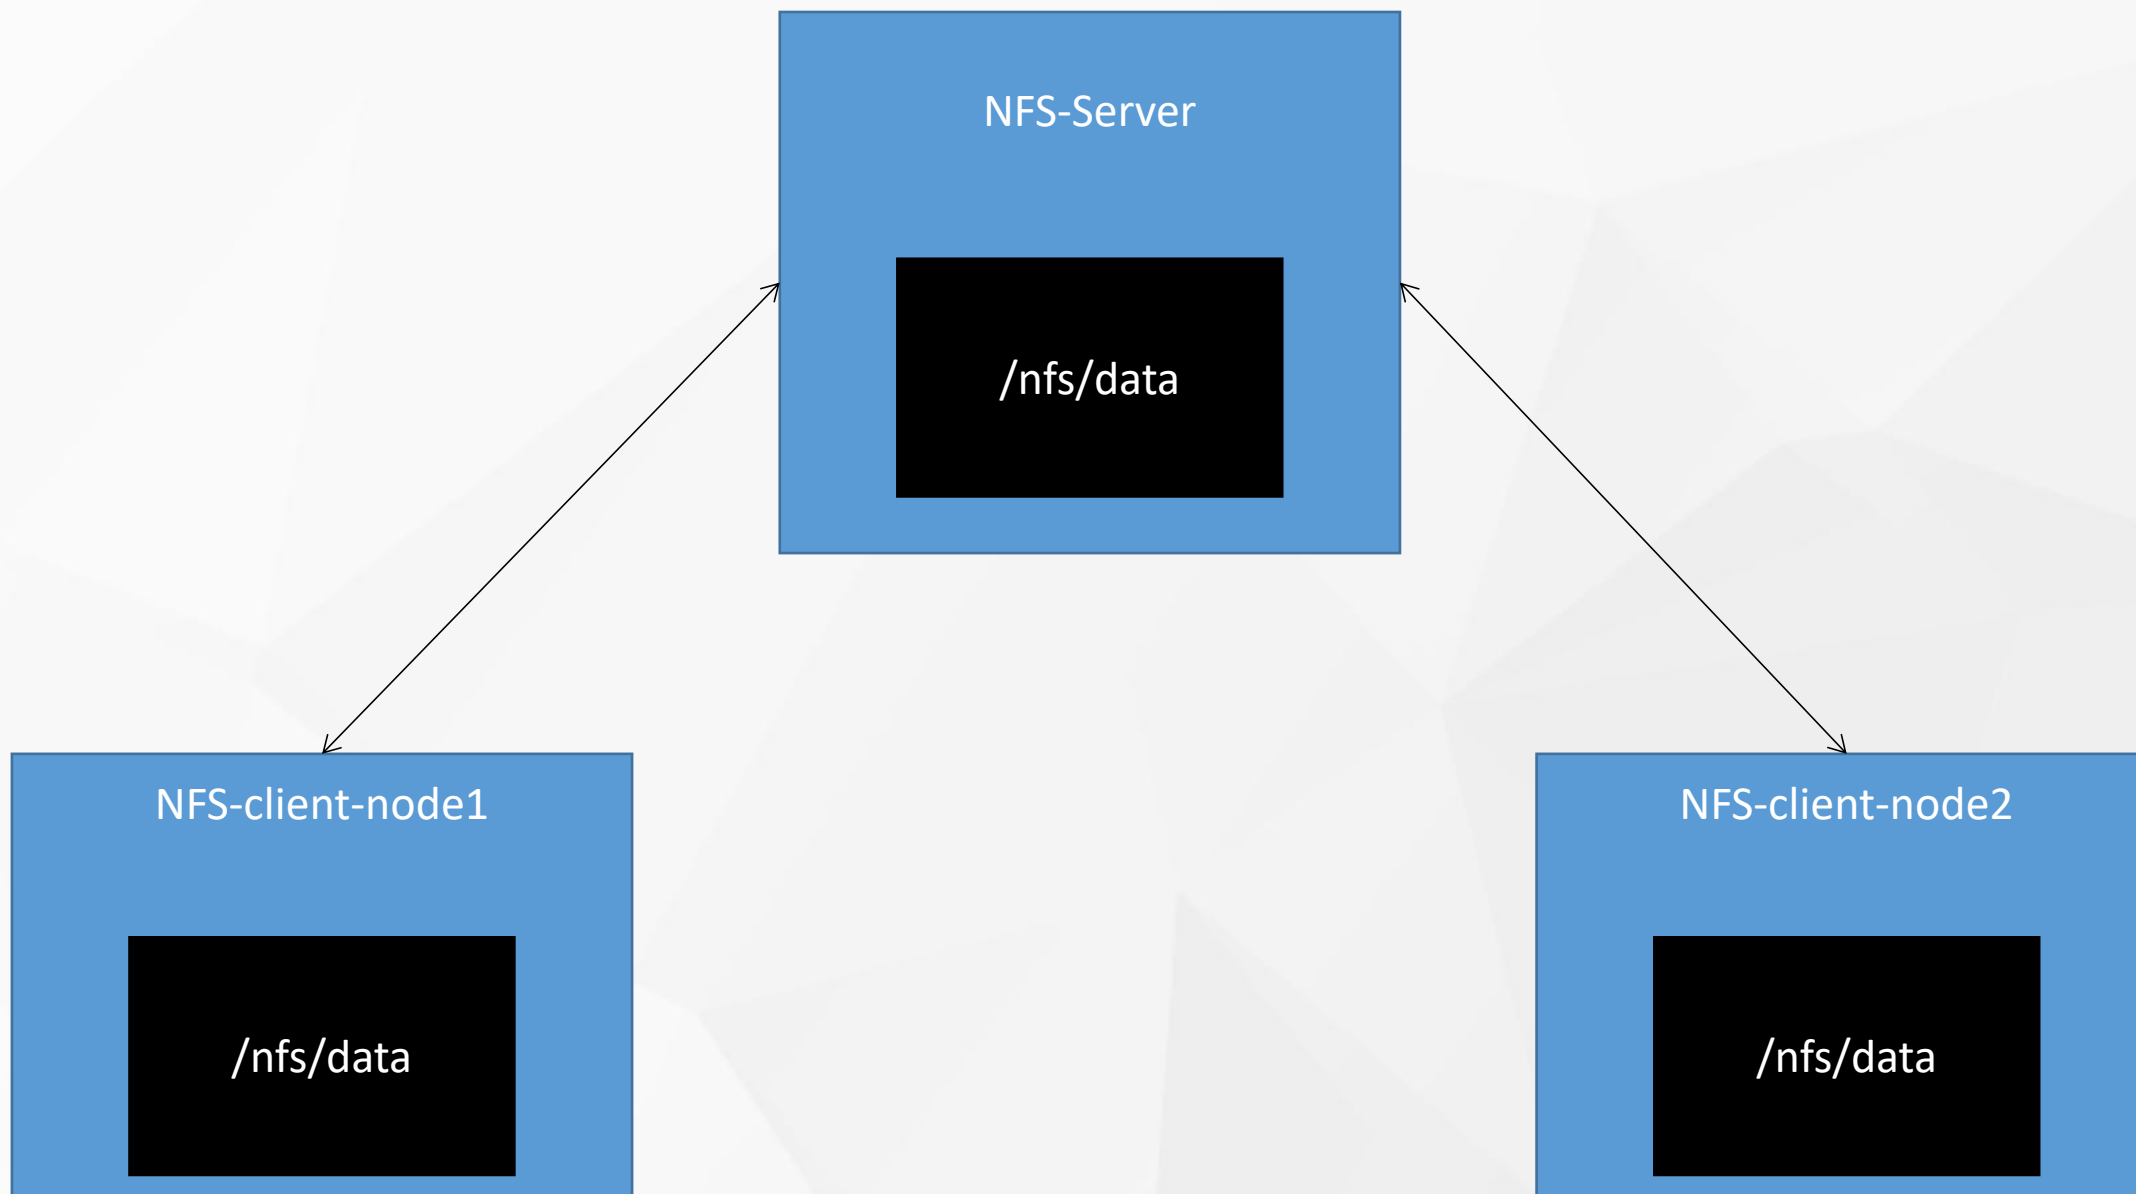 NFS-Server
/nfs/data
NFS-client-node1
NFS-client-node2
/nfs/data
/nfs/data